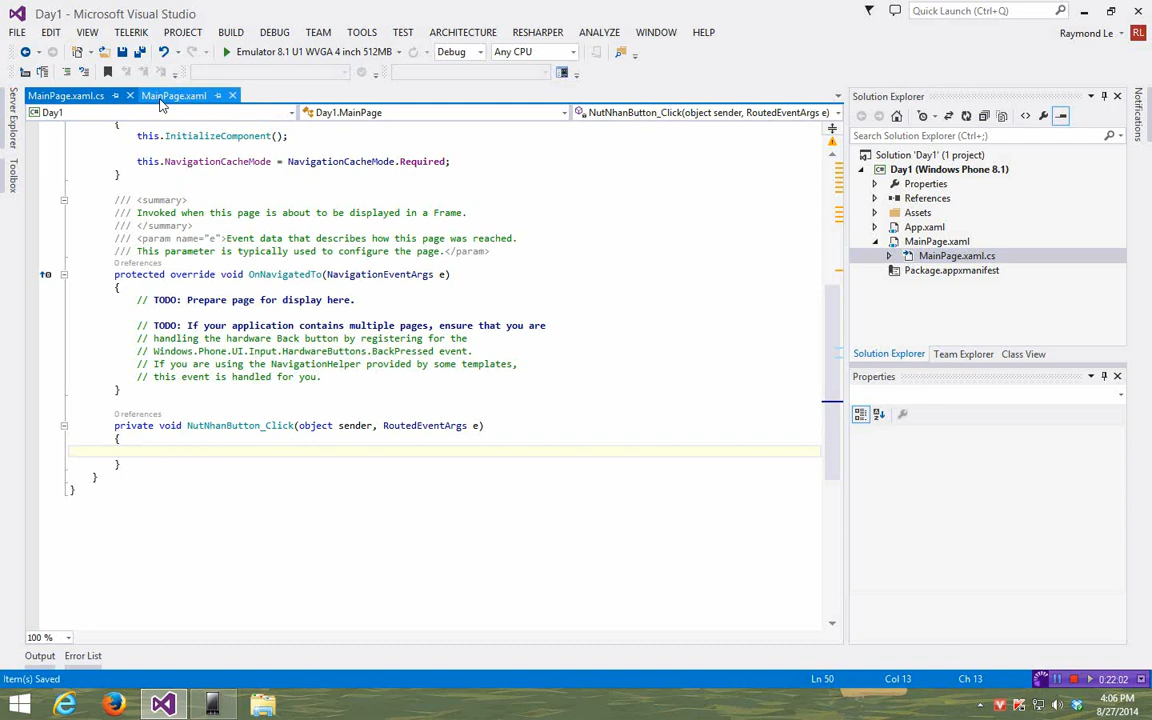 Day1 - Microsoft Visual Studio
Quick Launch (Ctrl+Q)
FILE EDIT VIEW TELERIK PROJECT BUILD DEBUG TEAM TOOLS TEST ARCHITECTURE RESHARPER ANALYZE WINDOW HELP
Raymond Le RL
Emulator 8.1 U1 WVGA 4 inch 512MB Debug Any CPU
Server Explorer
Toolbox
MainPage.xaml.cs MainPage.xaml
Day1 Day1.MainPage NutNhanButton_Click(object sender, RoutedEventArgs e)
{
this.InitializeComponent();
this.NavigationCacheMode = NavigationCacheMode.Required;
}
/// <summary>
/// Invoked when this page is about to be displayed in a Frame.
/// </summary>
/// <param name="e">Event data that describes how this page was reached.
/// This parameter is typically used to configure the page.</param>
0 references
protected override void OnNavigatedTo(NavigationEventArgs e)
{
// TODO: Prepare page for display here.
// TODO: If your application contains multiple pages, ensure that you are
// handling the hardware Back button by registering for the
// Windows.Phone.UI.Input.HardwareButtons.BackPressed event.
// If you are using the NavigationHelper provided by some templates,
// this event is handled for you.
}
0 references
private void NutNhanButton_Click(object sender, RoutedEventArgs e)
{
}
}
}
100 %
Output Error List
Solution Explorer
Search Solution Explorer (Ctrl+;)
Solution 'Day1' (1 project)
Day1 (Windows Phone 8.1)
Properties
References
Assets
App.xaml
MainPage.xaml
MainPage.xaml.cs
Package.appxmanifest
Solution Explorer Team Explorer Class View
Properties
Notifications
Item(s) Saved Ln 50 Col 13 Ch 13 0:22:02
4:06 PM
8/27/2014